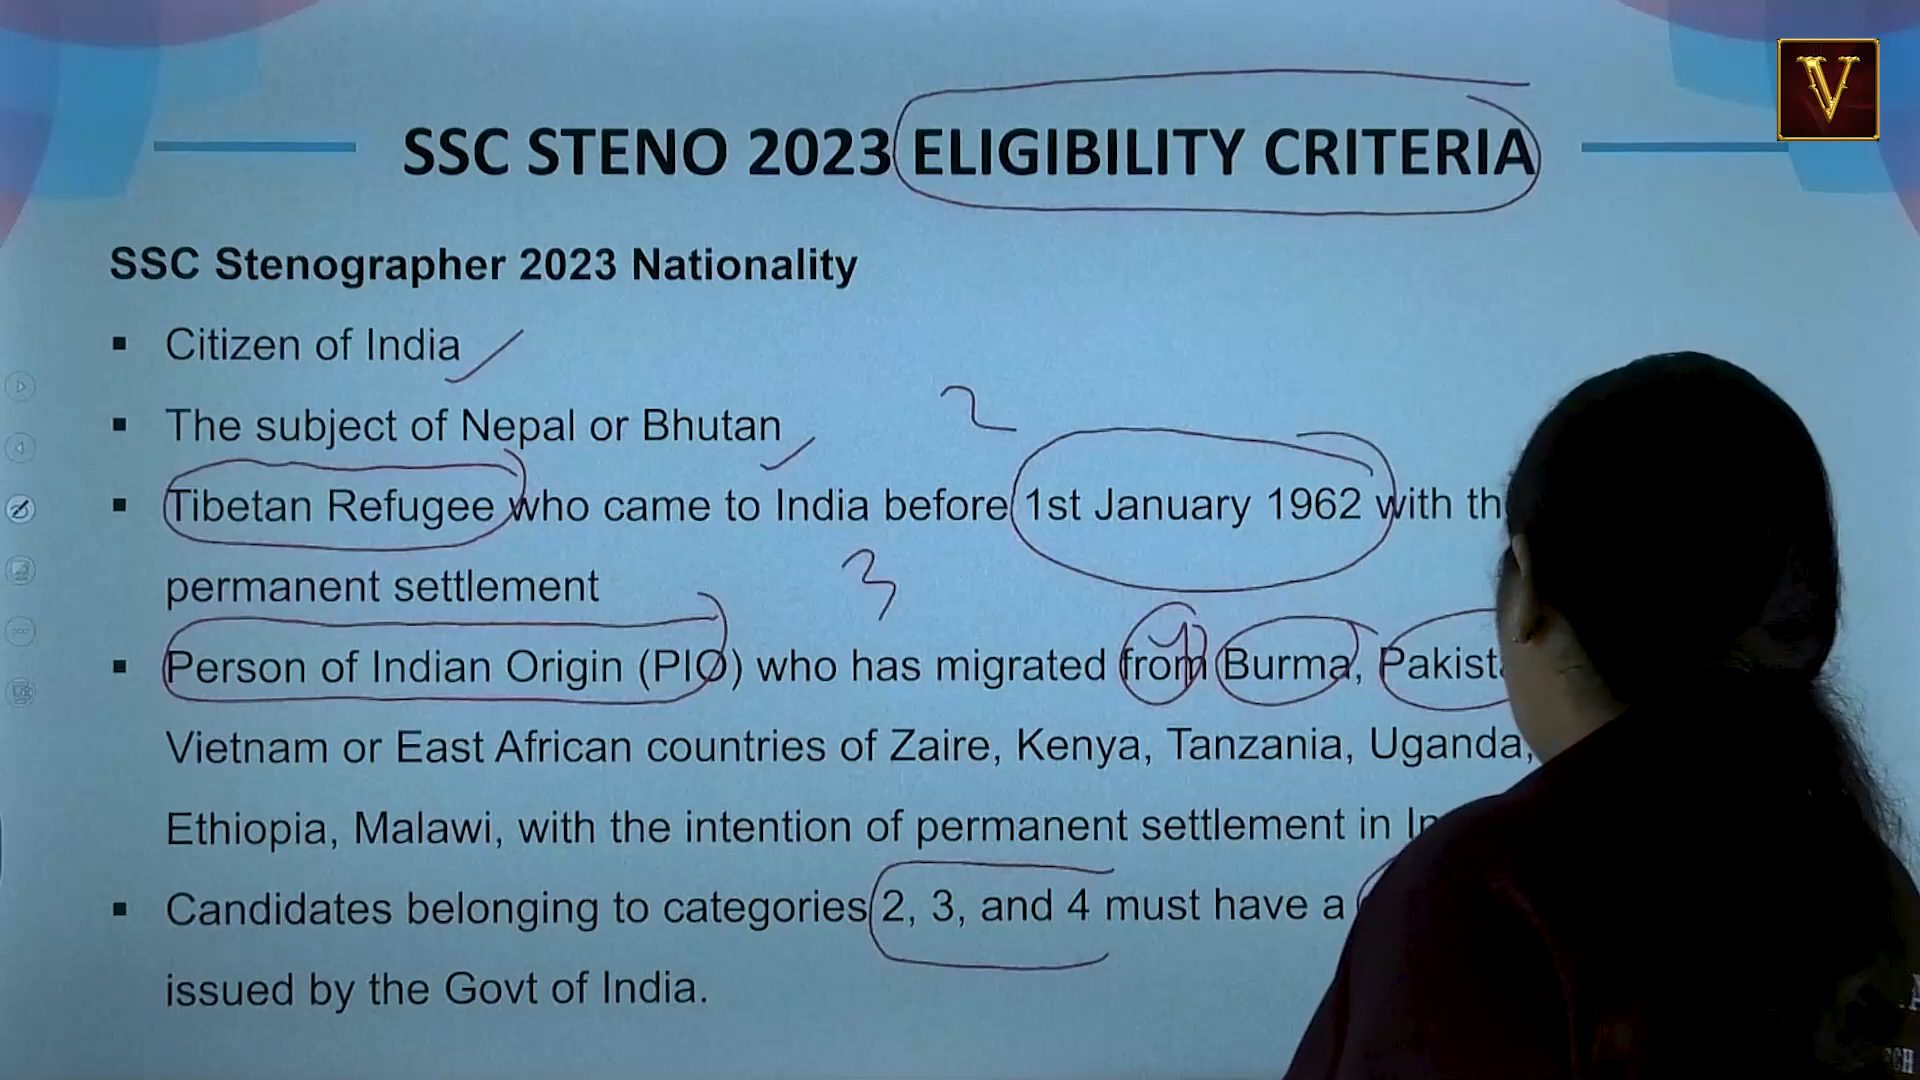 V
SSC STENO 2023 ELIGIBILITY CRITERIA
SSC Stenographer 2023 Nationality
▪ Citizen of India
2
▪ The subject of Nepal or Bhutan
▪ Tibetan Refugee who came to India before 1st January 1962 with
3
permanent settlement
▪ Person of Indian Origin (PIO) who has migrated from Burma,
Vietnam or East African countries of Zaire, Kenya, Tanzania, Uganda,
Ethiopia, Malawi, with the intention of permanent settlement in
▪ Candidates belonging to categories 2, 3, and 4 must have a
issued by the Govt of India.